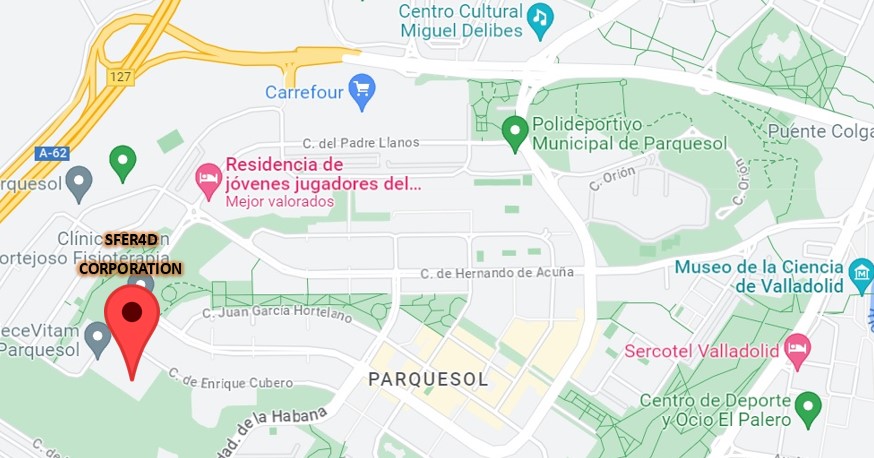 Centro Cultural
Miguel Delibes
127
Carrefour
A-62
C. del Padre Llanos
Polideportivo
Municipal de Parquesol
Puente Colga
Residencia de
jóvenes jugadores del...
Mejor valorados
C. Orión
C. Orión
rquesol
Clínic
n
ortejoso Fisioterapia
SFER4D
CORPORATION
C. de Hernando de Acuña
Museo de la Ciencia
de Valladolid
C. Juan García Hortelano
eceVitam
Parquesol
Sercotel Valladolid
PARQUESOL
C. de Enrique Cubero
dad. de la Habana
Centro de Deporte
y Ocio El Palero
C. de